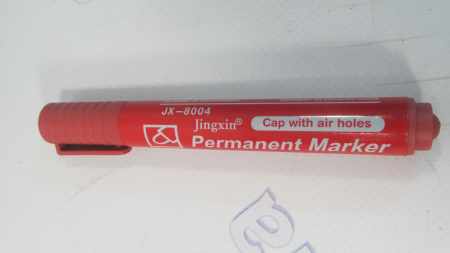 JX-8004
Jingxin®
Cap with air holes
Permanent Marker